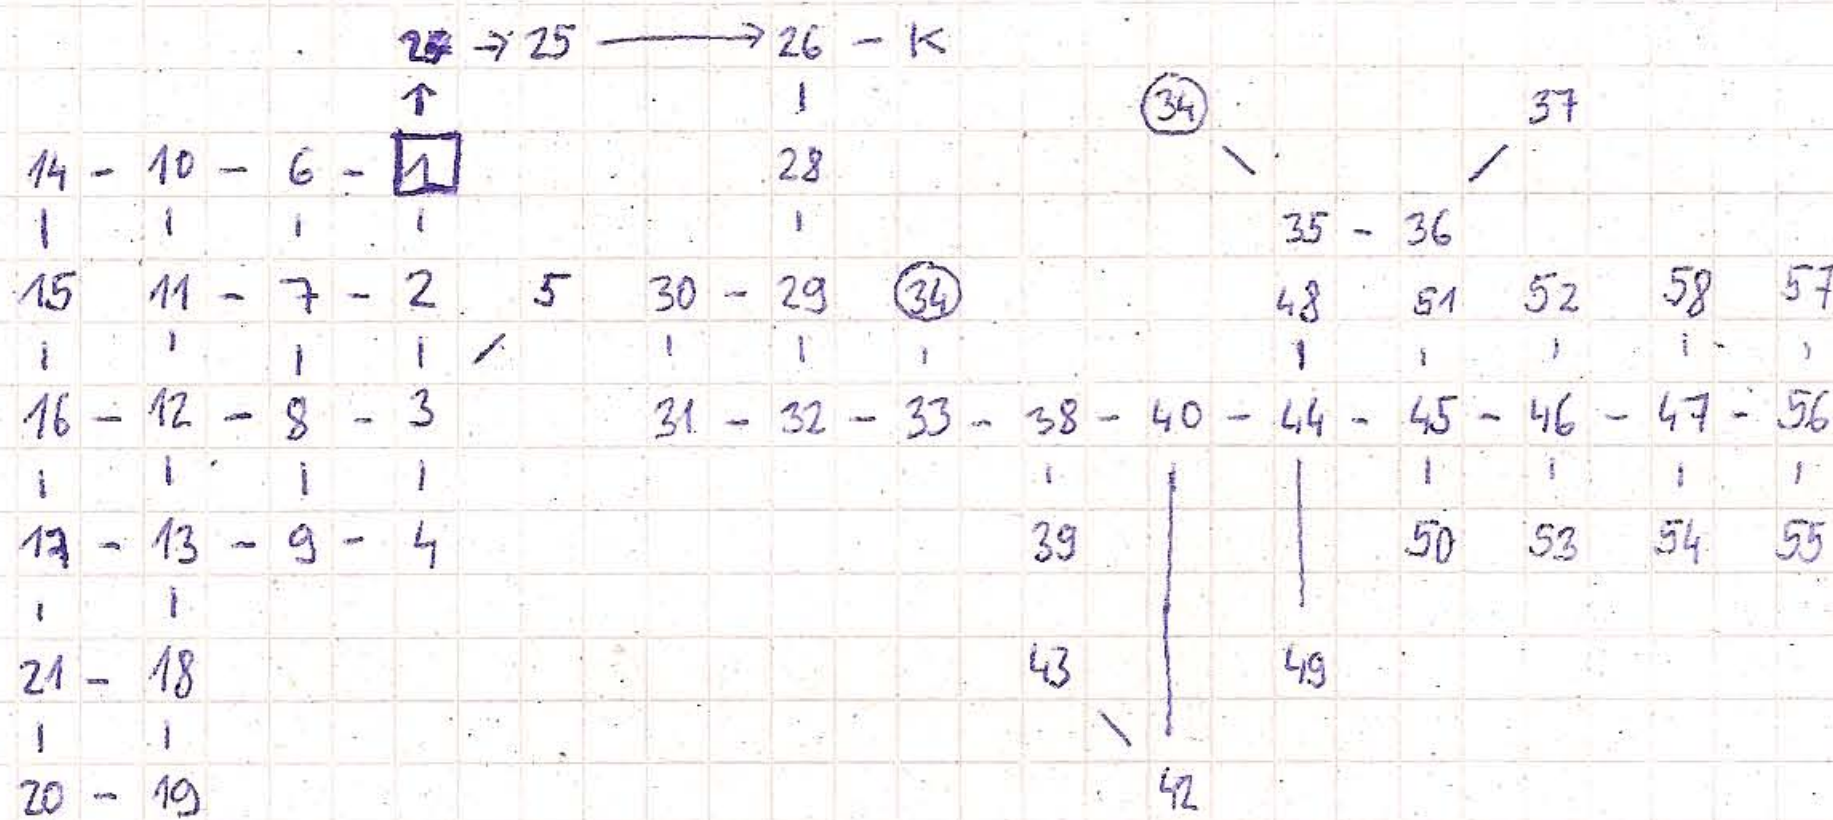 → 25 → 26 - K
↑ | 34 37
14 - 10 - 6 - 1 28 \ /
| | | | | 35 - 36
15 11 - 7 - 2 5 30 - 29 34 48 51 52 58 57
| | | | / | | | | | | | |
16 - 12 - 8 - 3 31 - 32 - 33 - 38 - 40 - 44 - 45 - 46 - 47 - 56
| | | | | | | | | | |
17 - 13 - 9 - 4 39 50 53 54 55
| |
21 - 18 43 49
| | \
20 - 19 42